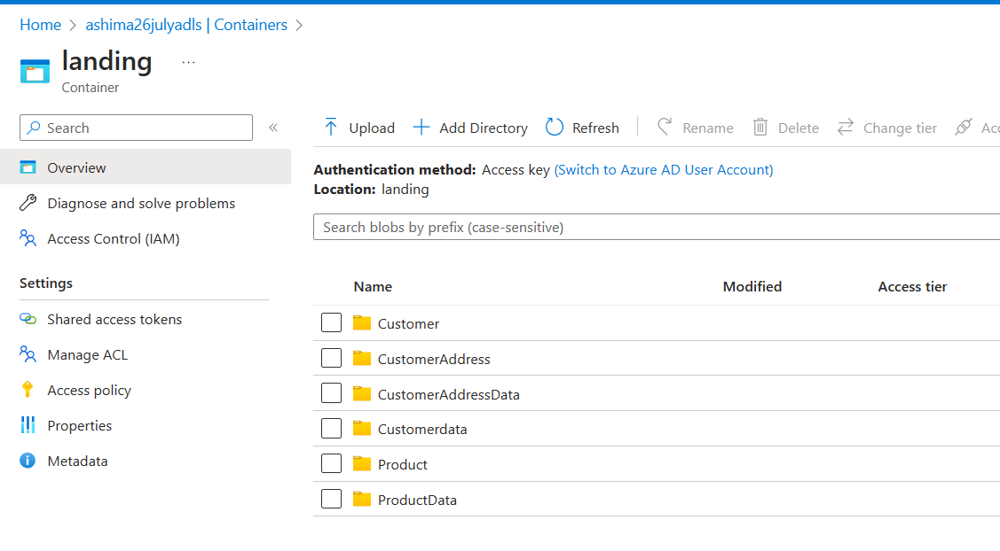 Home > ashima26julyadls | Containers >
landing ...
Container
Search «
Upload Add Directory Refresh Rename Delete Change tier
Authentication method: Access key (Switch to Azure AD User Account)
Location: landing
Search blobs by prefix (case-sensitive)
Overview
Diagnose and solve problems
Access Control (IAM)
Settings
Shared access tokens
Manage ACL
Access policy
Properties
Metadata
Name Modified Access tier
Customer
CustomerAddress
CustomerAddressData
Customerdata
Product
ProductData